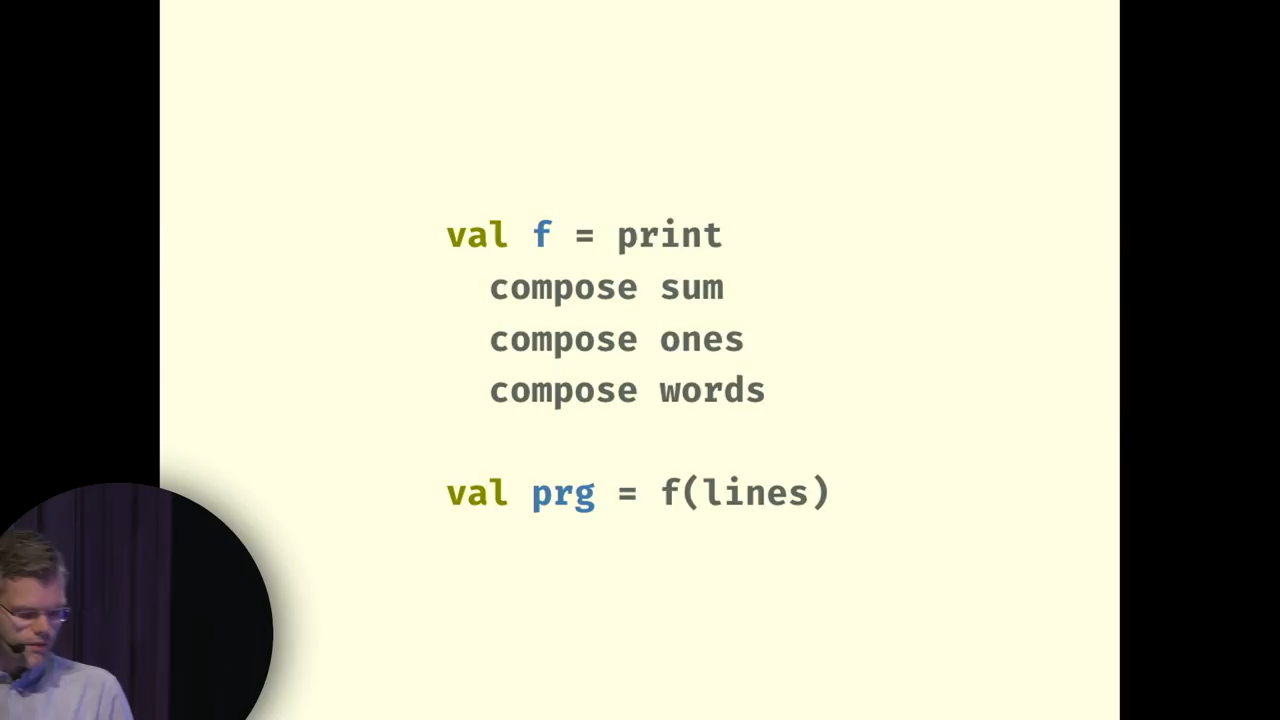 val f = print
compose sum
compose ones
compose words
val prg = f(lines)